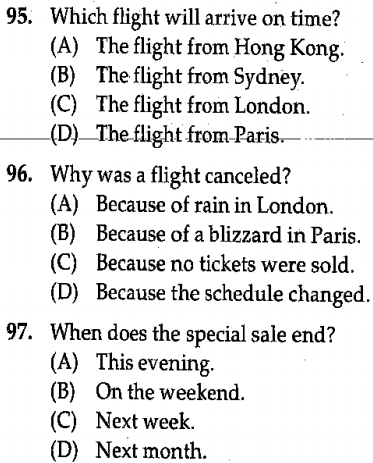 95. Which flight will arrive on time?
(A) The flight from Hong Kong.
(B) The flight from Sydney.
(C) The flight from London.
(D) The flight from Paris.
96. Why was a flight canceled?
(A) Because of rain in London.
(B) Because of a blizzard in Paris.
(C) Because no tickets were sold.
(D) Because the schedule changed.
97. When does the special sale end?
(A) This evening.
(B) On the weekend.
(C) Next week.
(D) Next month.